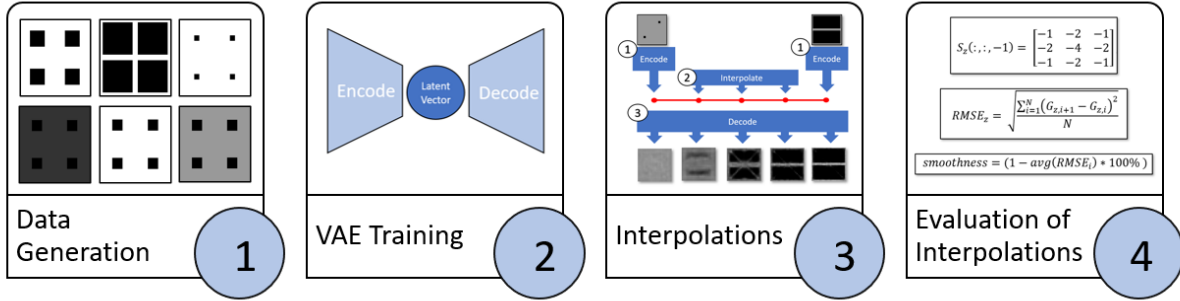 Encode
Latent
Vector
Decode
1
Encode
1
Encode
2
Interpolate
3
Decode
S_z(:,:,−1) = [−1 −2 −1
−2 −4 −2
−1 −2 −1]
RMSE_z = √(∑_{i=1}^{N}(G_{z,i+1} − G_{z,i})^2 / N)
smoothness = (1 − avg(RMSE_i) * 100% )
Data
Generation
1
VAE Training
2
Interpolations
3
Evaluation of
Interpolations
4